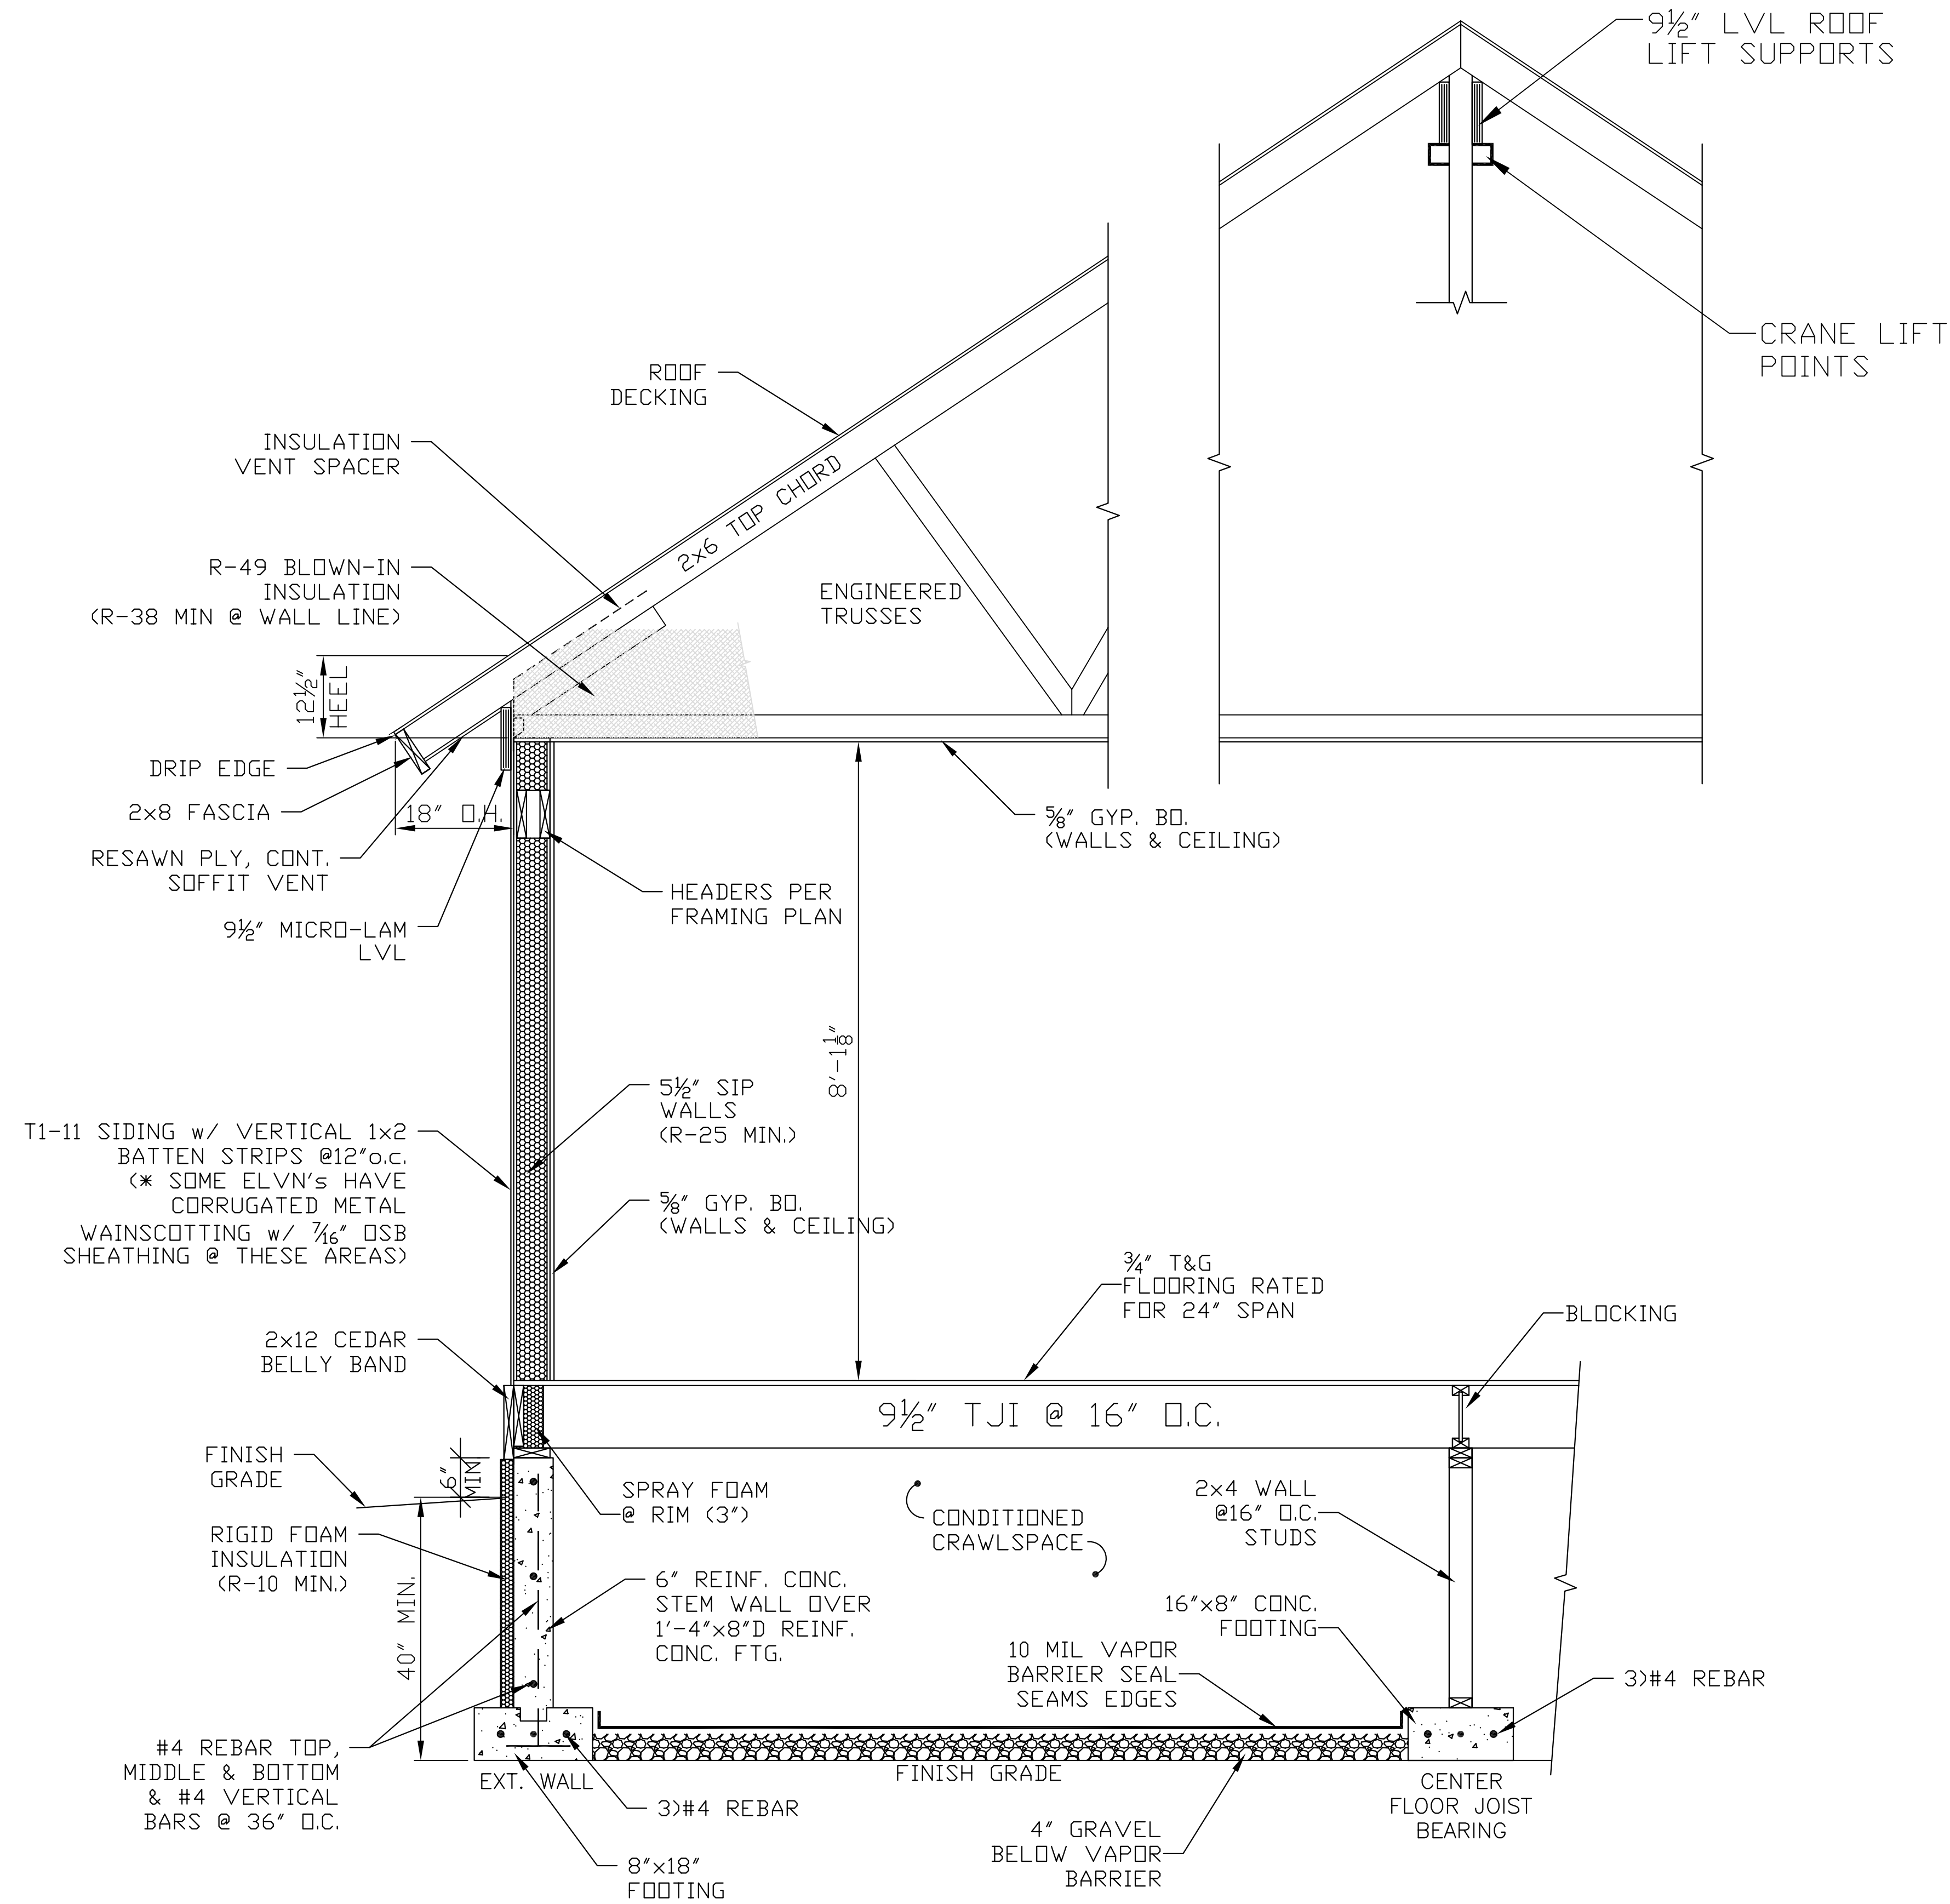 9½" LVL ROOF
LIFT SUPPORTS
CRANE LIFT
POINTS
ROOF
DECKING
INSULATION
VENT SPACER
2x6 TOP CHORD
R-49 BLOWN-IN
INSULATION
(R-38 MIN @ WALL LINE)
ENGINEERED
TRUSSES
12½"
HEEL
DRIP EDGE
2x8 FASCIA
18" O.H.
RESAWN PLY, CONT.
SOFFIT VENT
9½" MICRO-LAM
LVL
⅝" GYP. BD.
(WALLS & CEILING)
HEADERS PER
FRAMING PLAN
8'-1⅛"
5½" SIP
WALLS
(R-25 MIN.)
T1-11 SIDING w/ VERTICAL 1x2
BATTEN STRIPS @12"o.c.
(* SOME ELVN's HAVE
CORRUGATED METAL
WAINSCOTTING w/ 7/16" OSB
SHEATHING @ THESE AREAS)
⅝" GYP. BD.
(WALLS & CEILING)
¾" T&G
FLOORING RATED
FOR 24" SPAN
BLOCKING
2x12 CEDAR
BELLY BAND
9½" TJI @ 16" O.C.
FINISH
GRADE
6"
MIN
SPRAY FOAM
@ RIM (3")
CONDITIONED
CRAWLSPACE
2x4 WALL
@16" O.C.
STUDS
RIGID FOAM
INSULATION
(R-10 MIN.)
40" MIN.
6" REINF. CONC.
STEM WALL OVER
1'-4"x8"D REINF.
CONC. FTG.
16"x8" CONC.
FOOTING
10 MIL VAPOR
BARRIER SEAL
SEAMS EDGES
3)#4 REBAR
#4 REBAR TOP,
MIDDLE & BOTTOM
& #4 VERTICAL
BARS @ 36" O.C.
EXT. WALL
FINISH GRADE
CENTER
FLOOR JOIST
BEARING
3)#4 REBAR
4" GRAVEL
BELOW VAPOR
BARRIER
8"x18"
FOOTING